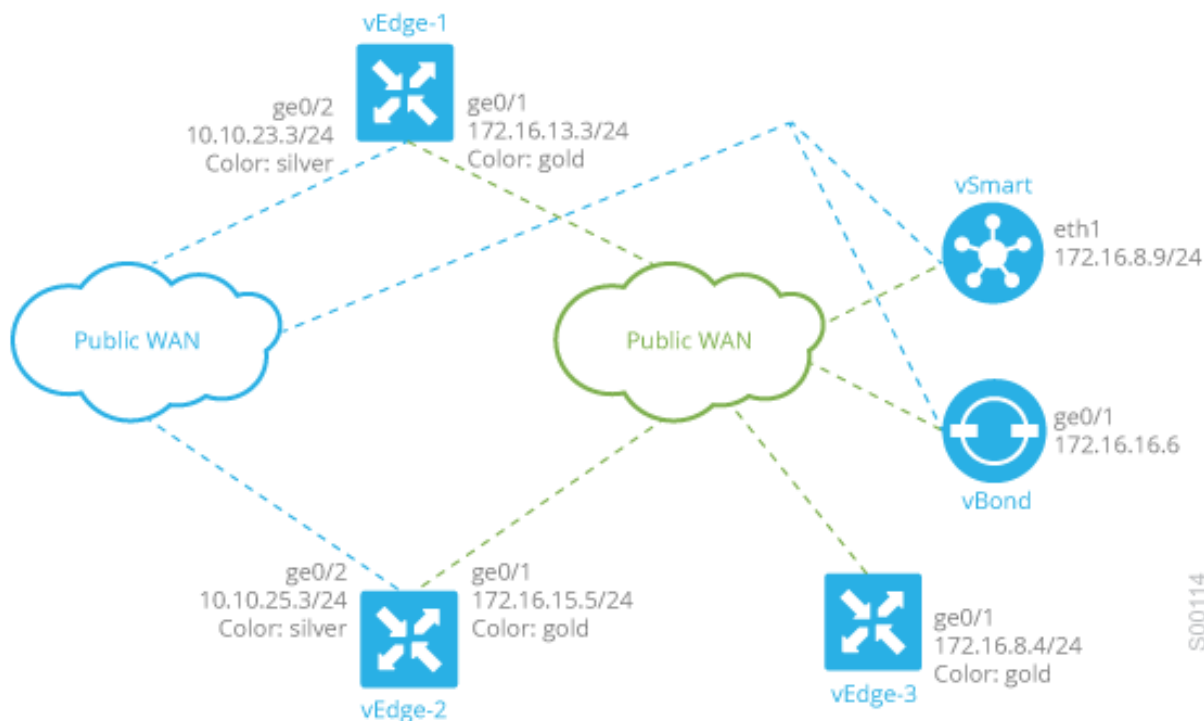 vEdge-1
ge0/2
10.10.23.3/24
Color: silver
ge0/1
172.16.13.3/24
Color: gold
vSmart
eth1
172.16.8.9/24
Public WAN
Public WAN
ge0/1
172.16.16.6
vBond
ge0/2
10.10.25.3/24
Color: silver
ge0/1
172.16.15.5/24
Color: gold
vEdge-2
ge0/1
172.16.8.4/24
Color: gold
vEdge-3
S00114